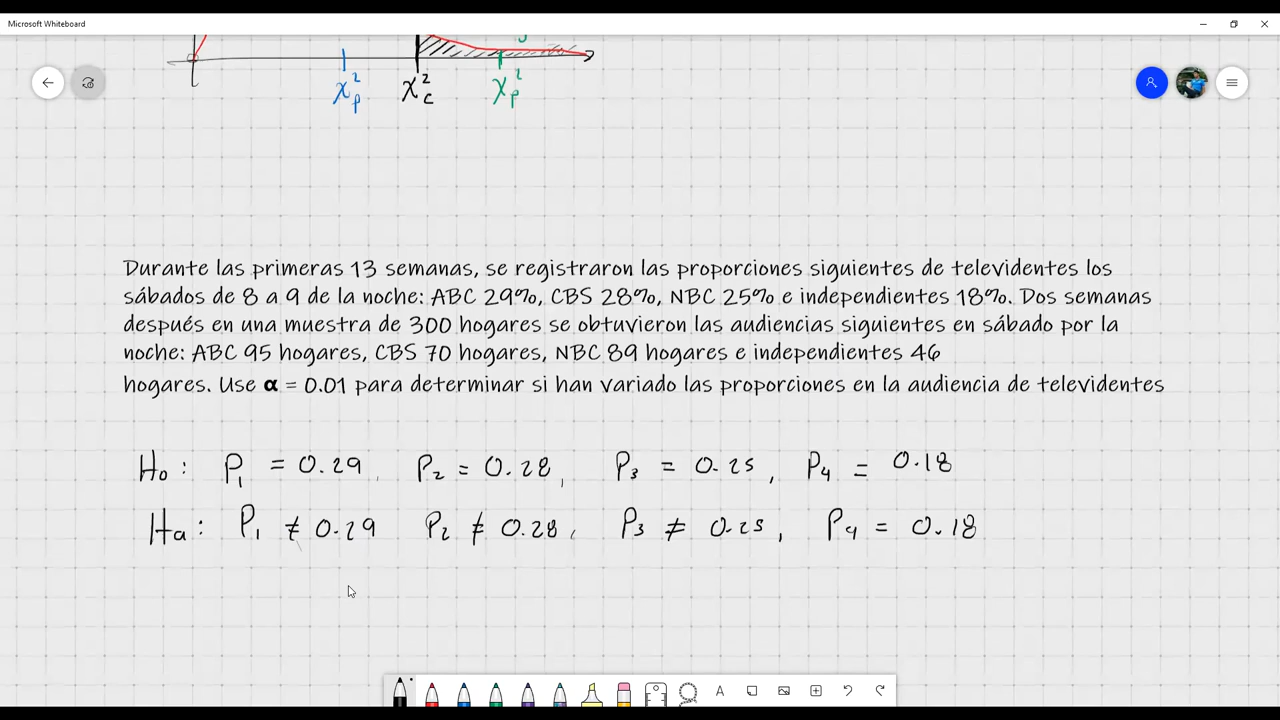 Microsoft Whiteboard
χ²p χ²c χ²p
Durante las primeras 13 semanas, se registraron las proporciones siguientes de televidentes los
sábados de 8 a 9 de la noche: ABC 29%, CBS 28%, NBC 25% e independientes 18%. Dos semanas
después en una muestra de 300 hogares se obtuvieron las audiencias siguientes en sábado por la
noche: ABC 95 hogares, CBS 70 hogares, NBC 89 hogares e independientes 46
hogares. Use α = 0.01 para determinar si han variado las proporciones en la audiencia de televidentes
H₀: P₁ = 0.29, P₂ = 0.28, P₃ = 0.25, P₄ = 0.18
Ha: P₁ ≠ 0.29 P₂ ≠ 0.28, P₃ ≠ 0.25, P₄ = 0.18
A